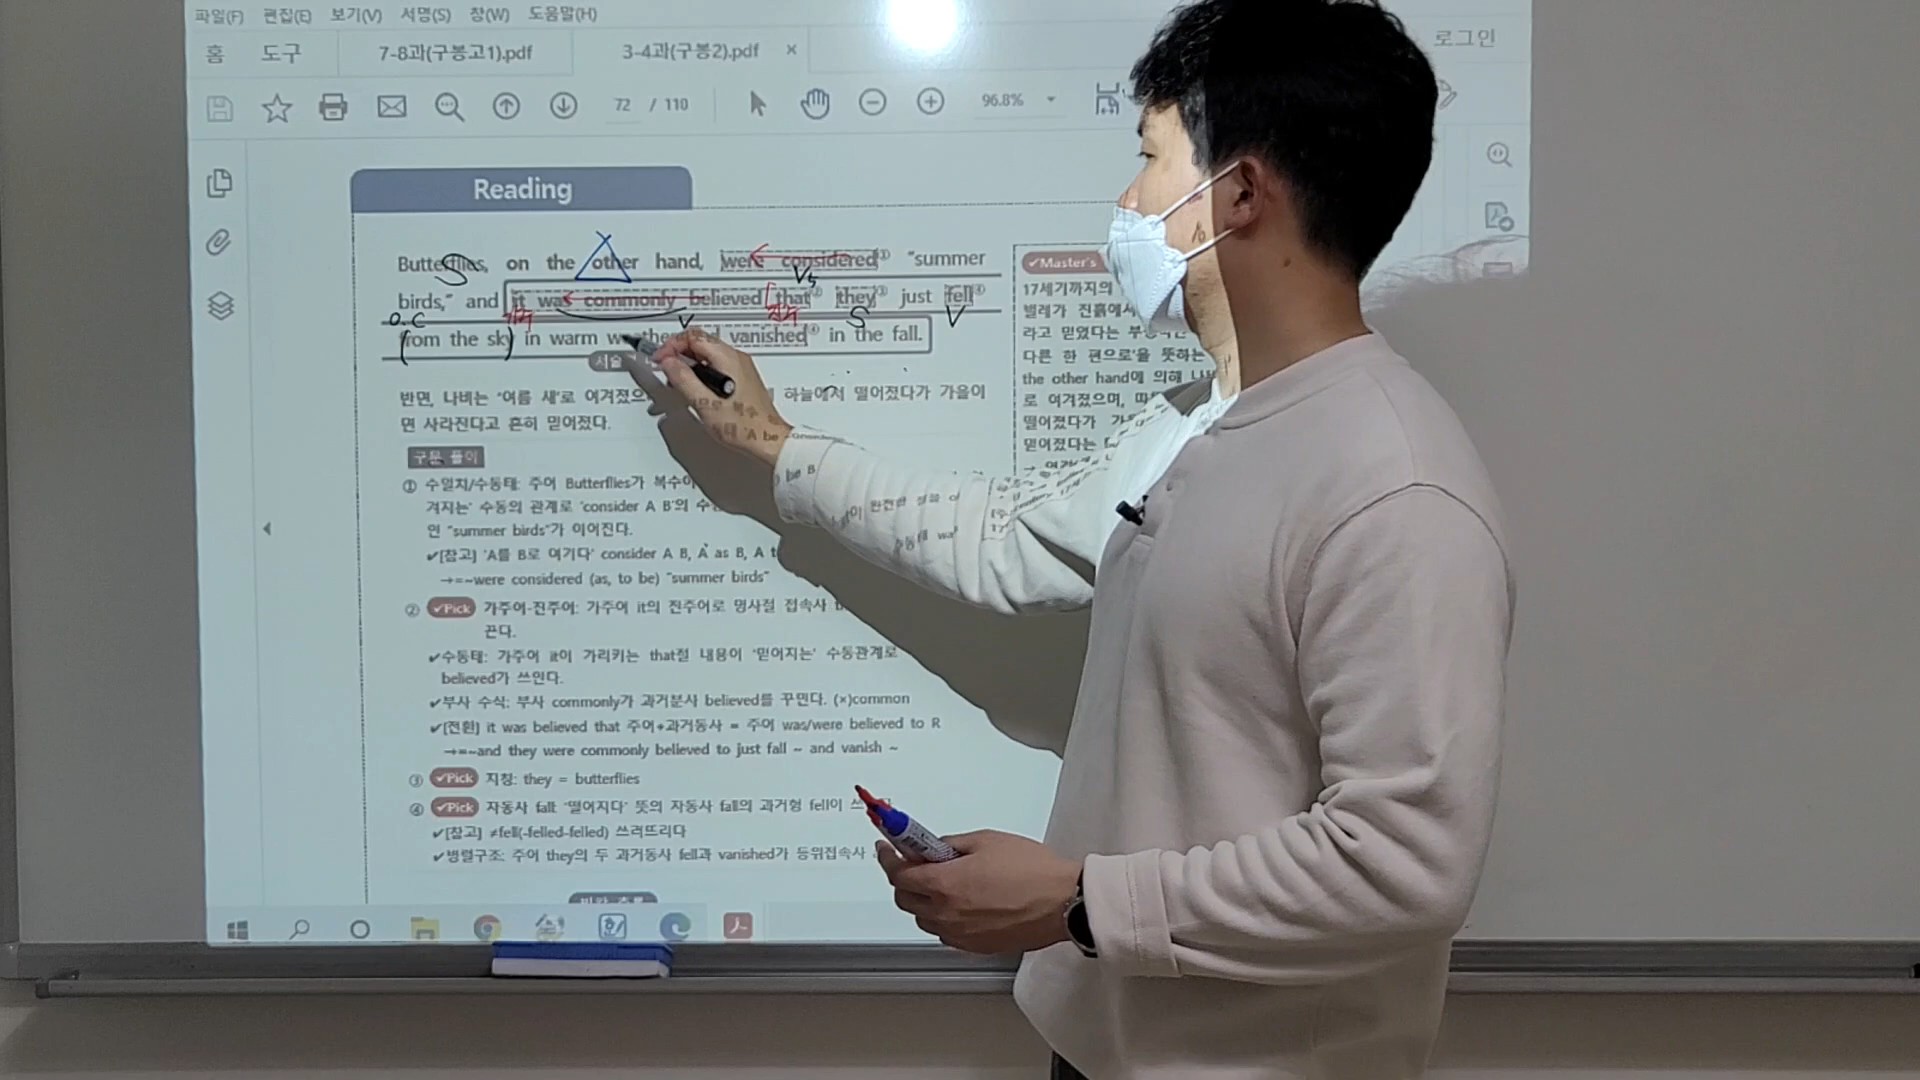 파일(F) 편집(E) 보기(V) 서명(S) 창(W) 도움말(H)
홈 도구 7-8과(구봉고1).pdf 3-4과(구봉2).pdf × 로그인
72 / 110 96.8%
Reading
Butterflies, on the other hand, were considered① "summer
S V5
birds," and it was commonly believed that② they③ just fell④
O.C 가주 V 진주 S V
(from the sky) in warm vanished④ in the fall.
반면, 나비는 "여름 새"로 하늘에서 떨어졌다가 가을이
면 사라진다고 흔히 믿어졌다.
구문 풀이
① 수일치/수동태: 주어 Butterflies가
겨지는' 수동의 관계로 'consider A B'의
인 "summer birds"가 이어진다.
✔[참고] 'A를 B로 여기다' consider A B, A as B, A
→=~were considered (as, to be) "summer birds"
② ✔Pick 가주어-진주어: 가주어 it의 진주어로 명사절 접속사
끈다.
✔수동태: 가주어 it이 가리키는 that절 내용이 '믿어지는' 수동관계로
believed가 쓰인다.
✔부사 수식: 부사 commonly가 과거분사 believed를 꾸민다. (×)common
✔[전환] it was believed that 주어+과거동사 = 주어 was/were believed to R
→=~and they were commonly believed to just fall ~ and vanish ~
③ ✔Pick 지칭: they = butterflies
④ ✔Pick 자동사 fall: '떨어지다' 뜻의 자동사 fall의 과거형 fell이
✔[참고] ≠fell(-felled-felled) 쓰러뜨리다
✔병렬구조: 주어 they의 두 과거동사 fell과 vanished가 등위접속사
✔Master's
17세기까지의
벌레가 진흙에서
라고 믿었다는
다른 한 편으로'을 뜻하는
the other hand에 의해
로 여겨졌으며,
떨어졌다가
믿어졌다는